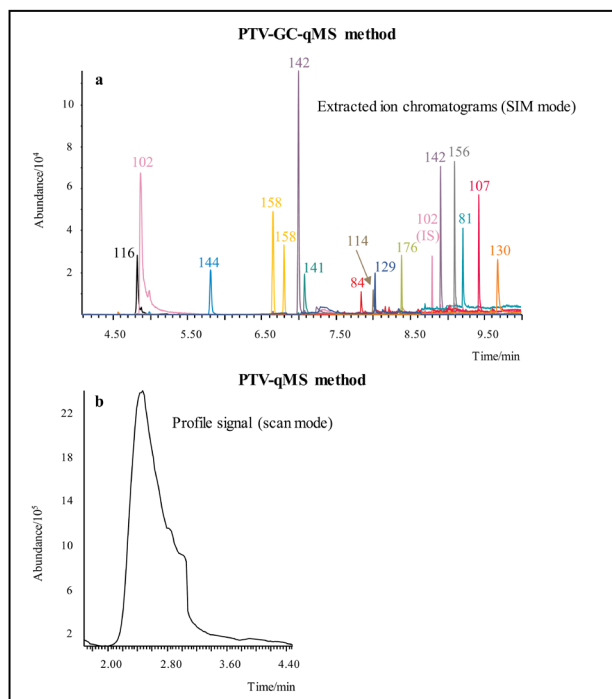 PTV-GC-qMS method
a
142
Extracted ion chromatograms (SIM mode)
10
8
6
4
2
Abundance/10⁴
102
116
144
158
158
141
114
84
129
176
102
(IS)
142
156
81
107
130
4.50 5.50 6.50 7.50 8.50 9.50
Time/min
PTV-qMS method
b
Profile signal (scan mode)
22
18
14
10
6
2
Abundance/10⁵
2.00 2.80 3.60 4.40
Time/min